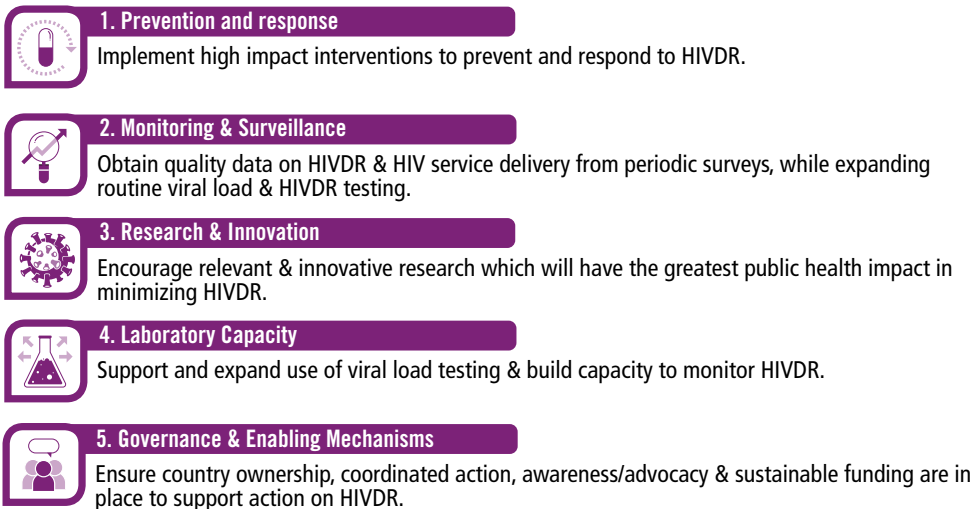 1. Prevention and response
Implement high impact interventions to prevent and respond to HIVDR.
2. Monitoring & Surveillance
Obtain quality data on HIVDR & HIV service delivery from periodic surveys, while expanding
routine viral load & HIVDR testing.
3. Research & Innovation
Encourage relevant & innovative research which will have the greatest public health impact in
minimizing HIVDR.
4. Laboratory Capacity
Support and expand use of viral load testing & build capacity to monitor HIVDR.
5. Governance & Enabling Mechanisms
Ensure country ownership, coordinated action, awareness/advocacy & sustainable funding are in
place to support action on HIVDR.